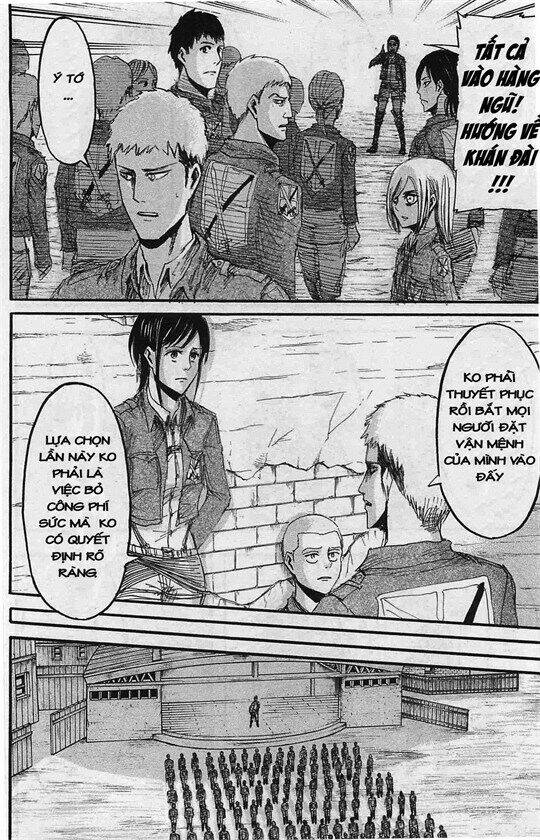 TẤT CẢ
VÀO HÀNG
NGŨ!
HƯỚNG VỀ
KHÁN ĐÀI
!!!
Ý TỚ
...
KO PHẢI
THUYẾT PHỤC
RỒI BẮT MỌI
NGƯỜI ĐẶT
VẬN MỆNH
CỦA MÌNH VÀO
ĐẤY
LỰA CHỌN
LẦN NÀY KO
PHẢI LÀ
VIỆC BỎ
CÔNG PHÍ
SỨC MÀ KO
CÓ QUYẾT
ĐỊNH RÕ
RÀNG